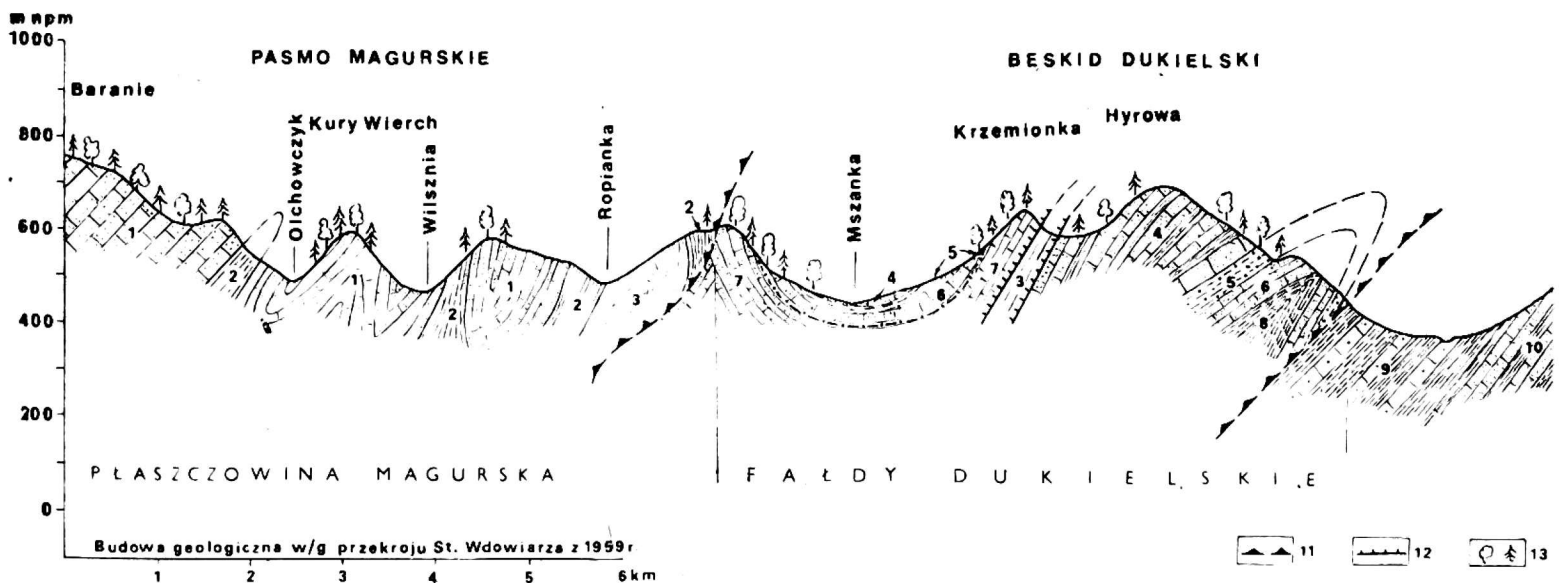 m npm
1000
800
600
400
200
0
PASMO MAGURSKIE
BESKID DUKIELSKI
Baranie
Olchowczyk
Kury Wierch
Wilsznia
Ropianka
Mszanka
Krzemionka
Hyrowa
1
2
1
2
1
2
3
2
7
4
5
6
7
3
4
5
6
8
9
10
PŁASZCZOWINA MAGURSKA
FAŁDY DUKIELSKIE
Budowa geologiczna w/g przekroju St. Wdowiarza z 1959r
1 2 3 4 5 6 km
11
12
13